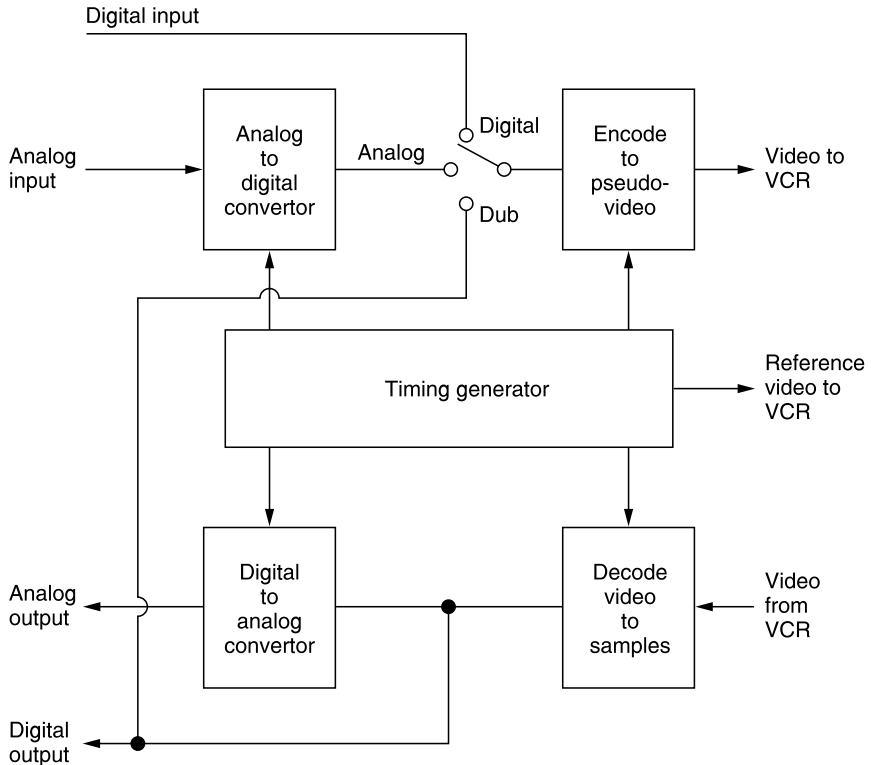 Digital input
Analog
input
Analog
to
digital
convertor
Analog
Digital
Dub
Encode
to
pseudo-
video
Video to
VCR
Timing generator
Reference
video to
VCR
Analog
output
Digital
to
analog
convertor
Decode
video
to
samples
Video
from
VCR
Digital
output